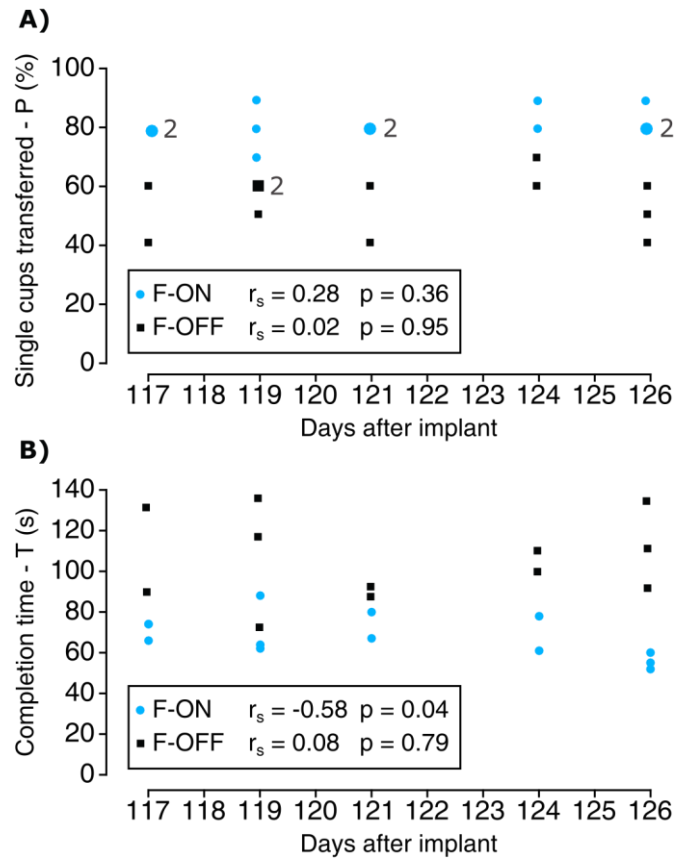 A)
Single cups transferred - P (%)
100
80
60
40
20
0
2
2
2
2
F-ON rs = 0.28 p = 0.36
F-OFF rs = 0.02 p = 0.95
117 118 119 120 121 122 123 124 125 126
Days after implant
B)
Completion time - T (s)
140
120
100
80
60
40
20
0
F-ON rs = -0.58 p = 0.04
F-OFF rs = 0.08 p = 0.79
117 118 119 120 121 122 123 124 125 126
Days after implant